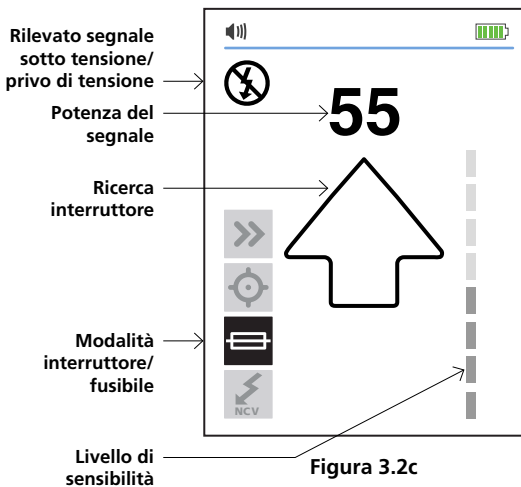 Rilevato segnale
sotto tensione/
privo di tensione
Potenza del
segnale
Ricerca
interruttore
Modalità
interruttore/
fusibile
Livello di
sensibilità
55
NCV
Figura 3.2c